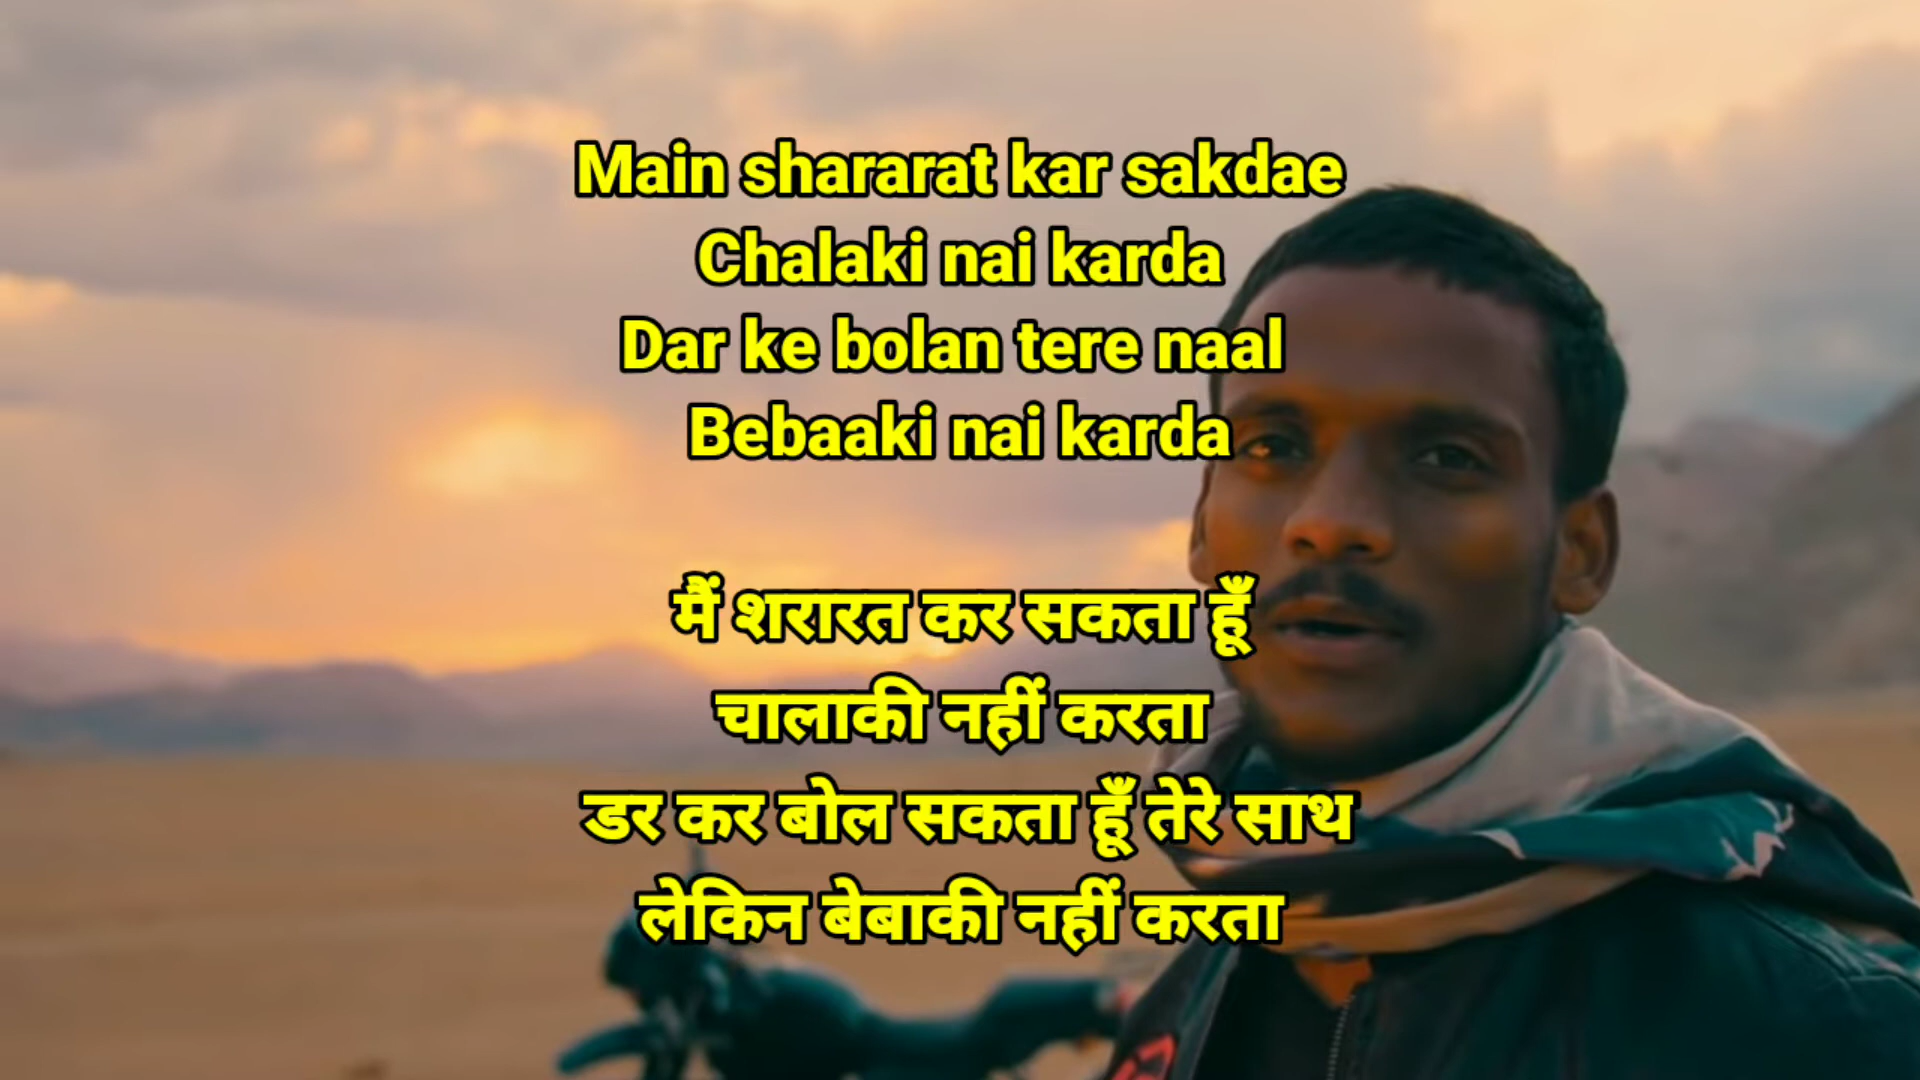 Main shararat kar sakdae
Chalaki nai karda
Dar ke bolan tere naal
Bebaaki nai karda
मैं शरारत कर सकता हूँ
चालाकी नहीं करता
डर कर बोल सकता हूँ तेरे साथ
लेकिन बेबाकी नहीं करता